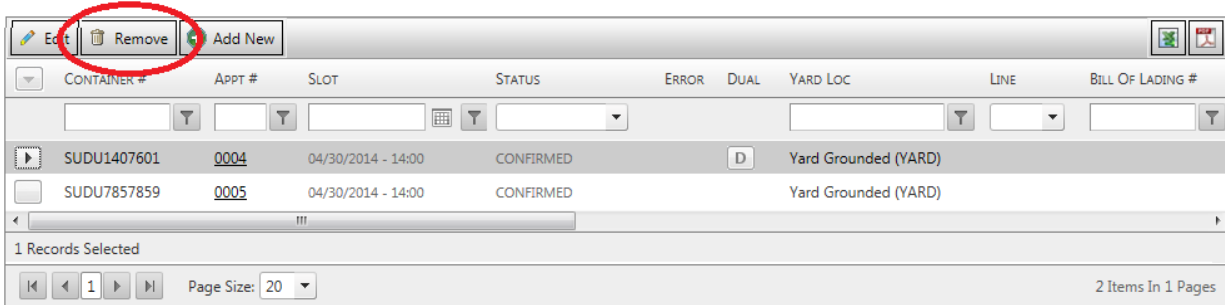 Edit Remove Add New
CONTAINER # APPT # SLOT STATUS ERROR DUAL YARD LOC LINE BILL OF LADING #
SUDU1407601 0004 04/30/2014 - 14:00 CONFIRMED D Yard Grounded (YARD)
SUDU7857859 0005 04/30/2014 - 14:00 CONFIRMED Yard Grounded (YARD)
1 Records Selected
1 Page Size: 20 2 Items In 1 Pages